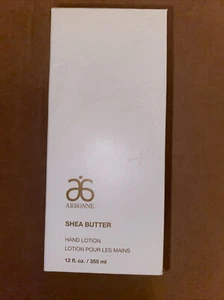 ARBONNE
SHEA BUTTER
HAND LOTION
LOTION POUR LES MAINS
12 fl. oz. / 355 ml